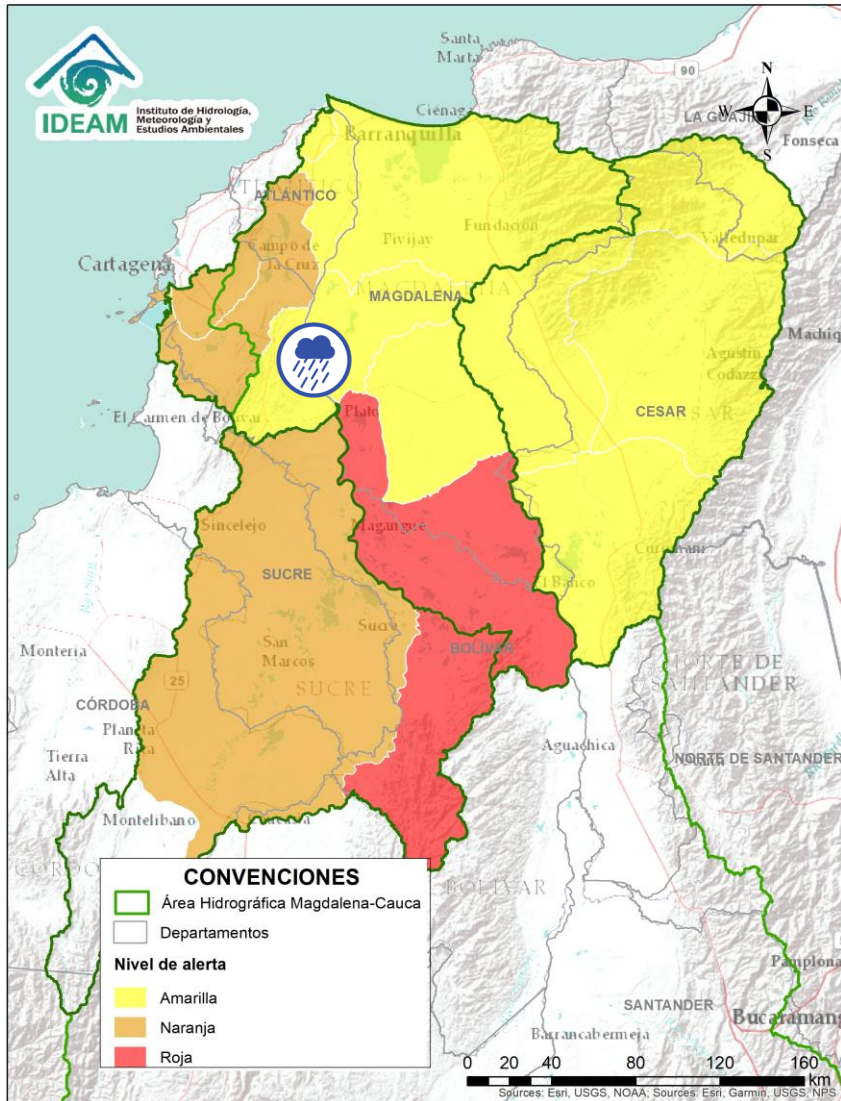 IDEAM
Instituto de Hidrología,
Meteorología y
Estudios Ambientales
Santa
Marta
90
N
W
E
S
Ciénaga
LA GUAJIRA
Fonseca
Barranquilla
ATLÁNTICO
Fundación
Pivijay
Valledupar
Campo de
la Cruz
Cartagena
MAGDALENA
MAGDALENA
Agustín
Codazzi
CESAR
El Carmen de Bolívar
Plato
Magangué
Sincelejo
SUCRE
El Banco
Sucre
San
Marcos
BOLÍVAR
SUCRE
Montería
25
NORTE DE
SANTANDER
CÓRDOBA
Planeta
Rica
Aguachica
NORTE DE SANTANDER
Tierra
Alta
Montelibano
BOLÍVAR
CONVENCIONES
Área Hidrográfica Magdalena-Cauca
Departamentos
Nivel de alerta
Amarilla
Naranja
Roja
Pamplona
SANTANDER
Barrancabermeja
0 20 40 80 120 160
km
Sources: Esri, USGS, NOAA; Sources: Esri, Garmin, USGS, NPS